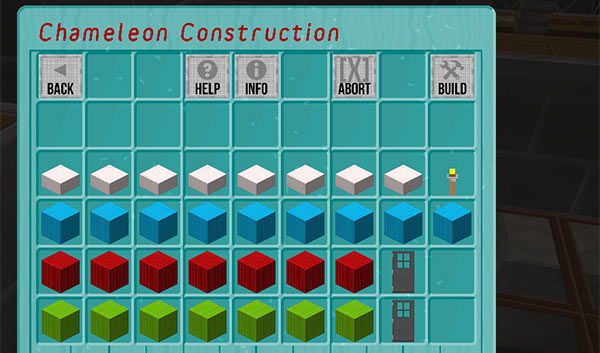 Chameleon Construction
BACK
HELP
INFO
[X]
ABORT
BUILD